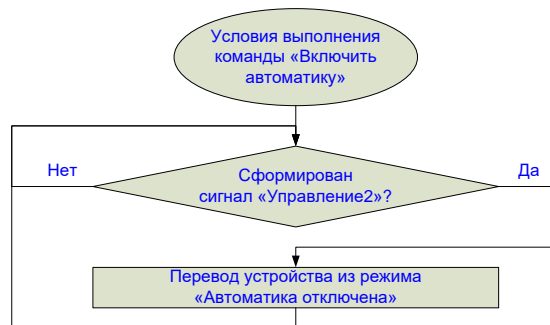 Условия выполнения
команды «Включить
автоматику»
Нет
Сформирован
сигнал «Управление2»?
Да
Перевод устройства из режима
«Автоматика отключена»